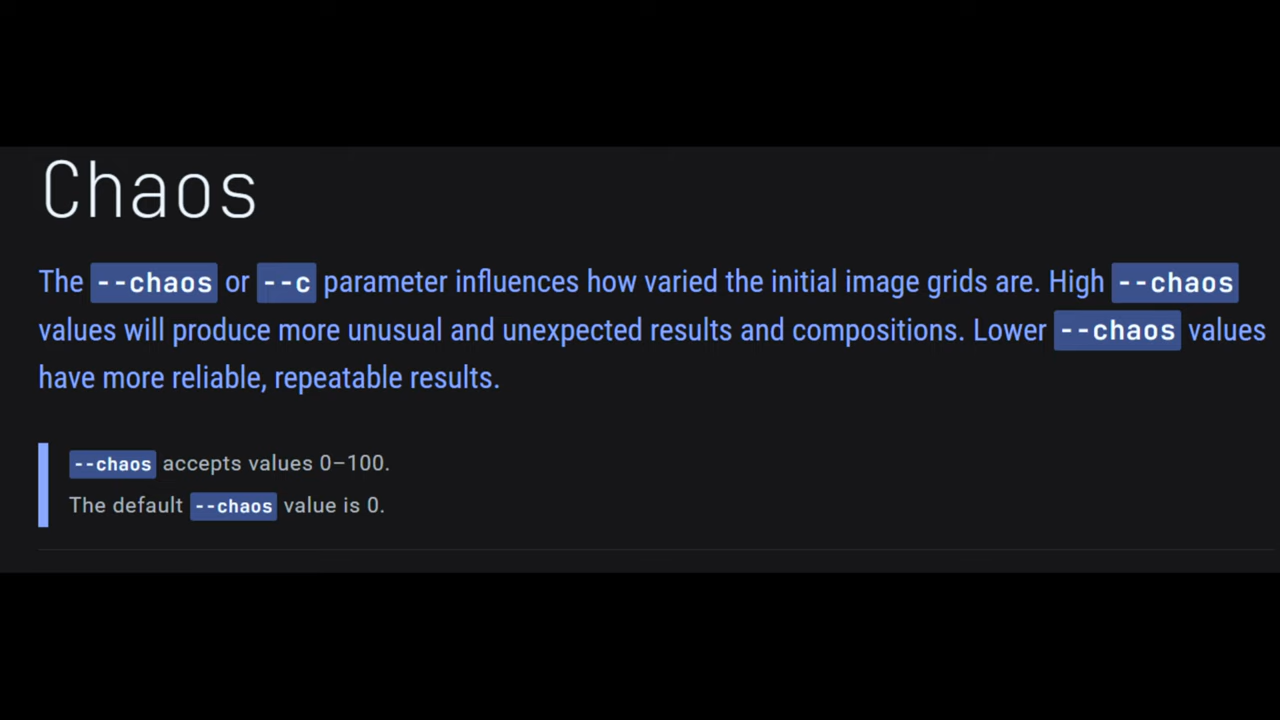 Chaos
The --chaos or --c parameter influences how varied the initial image grids are. High --chaos
values will produce more unusual and unexpected results and compositions. Lower --chaos values
have more reliable, repeatable results.
--chaos accepts values 0–100.
The default --chaos value is 0.